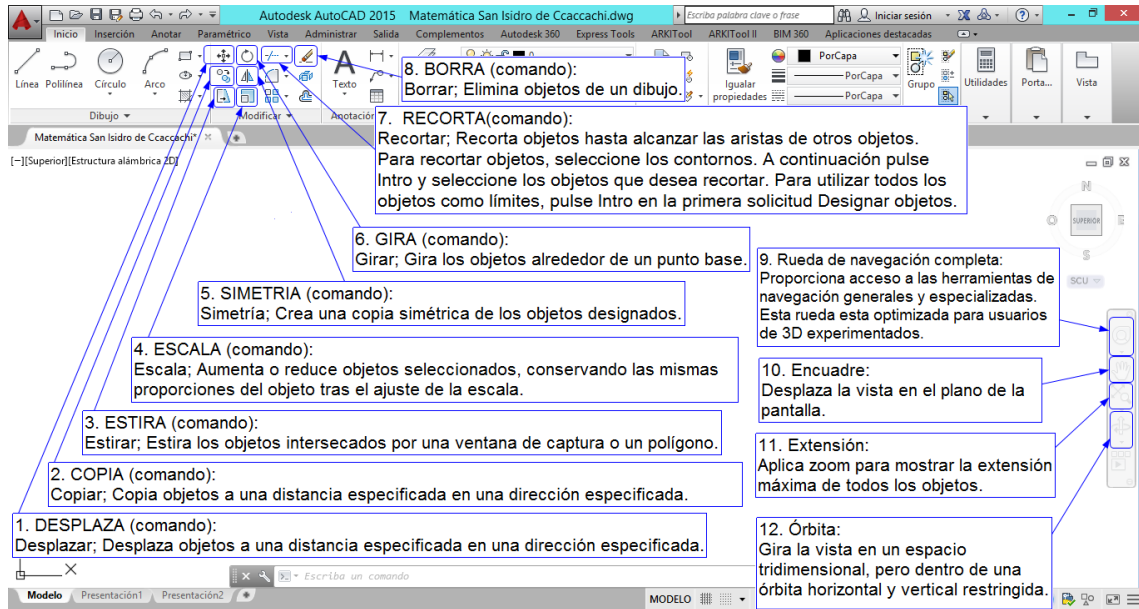 Autodesk AutoCAD 2015 Matemática San Isidro de Ccaccachi.dwg
Escriba palabra clave o frase
Iniciar sesión
Inicio Inserción Anotar Paramétrico Vista Administrar Salida Complementos Autodesk 360 Express Tools ARKITool ARKITool II BIM 360 Aplicaciones destacadas
Línea Polilínea Círculo Arco
Texto
Igualar
propiedades
PorCapa
PorCapa
PorCapa
Grupo
Utilidades
Porta...
Vista
Dibujo
Modificar
Anotación
Matemática San Isidro de Ccaccachi*
[−][Superior][Estructura alámbrica 2D]
8. BORRA (comando):
Borrar; Elimina objetos de un dibujo.
7. RECORTA(comando):
Recortar; Recorta objetos hasta alcanzar las aristas de otros objetos.
Para recortar objetos, seleccione los contornos. A continuación pulse
Intro y seleccione los objetos que desea recortar. Para utilizar todos los
objetos como límites, pulse Intro en la primera solicitud Designar objetos.
6. GIRA (comando):
Girar; Gira los objetos alrededor de un punto base.
5. SIMETRIA (comando):
Simetría; Crea una copia simétrica de los objetos designados.
4. ESCALA (comando):
Escala; Aumenta o reduce objetos seleccionados, conservando las mismas
proporciones del objeto tras el ajuste de la escala.
3. ESTIRA (comando):
Estirar; Estira los objetos intersecados por una ventana de captura o un polígono.
2. COPIA (comando):
Copiar; Copia objetos a una distancia especificada en una dirección especificada.
1. DESPLAZA (comando):
Desplazar; Desplaza objetos a una distancia especificada en una dirección especificada.
N
O
SUPERIOR
E
S
SCU
9. Rueda de navegación completa:
Proporciona acceso a las herramientas de
navegación generales y especializadas.
Esta rueda esta optimizada para usuarios
de 3D experimentados.
10. Encuadre:
Desplaza la vista en el plano de la
pantalla.
11. Extensión:
Aplica zoom para mostrar la extensión
máxima de todos los objetos.
12. Órbita:
Gira la vista en un espacio
tridimensional, pero dentro de una
órbita horizontal y vertical restringida.
X
Escriba un comando
Modelo Presentación1 Presentación2
MODELO